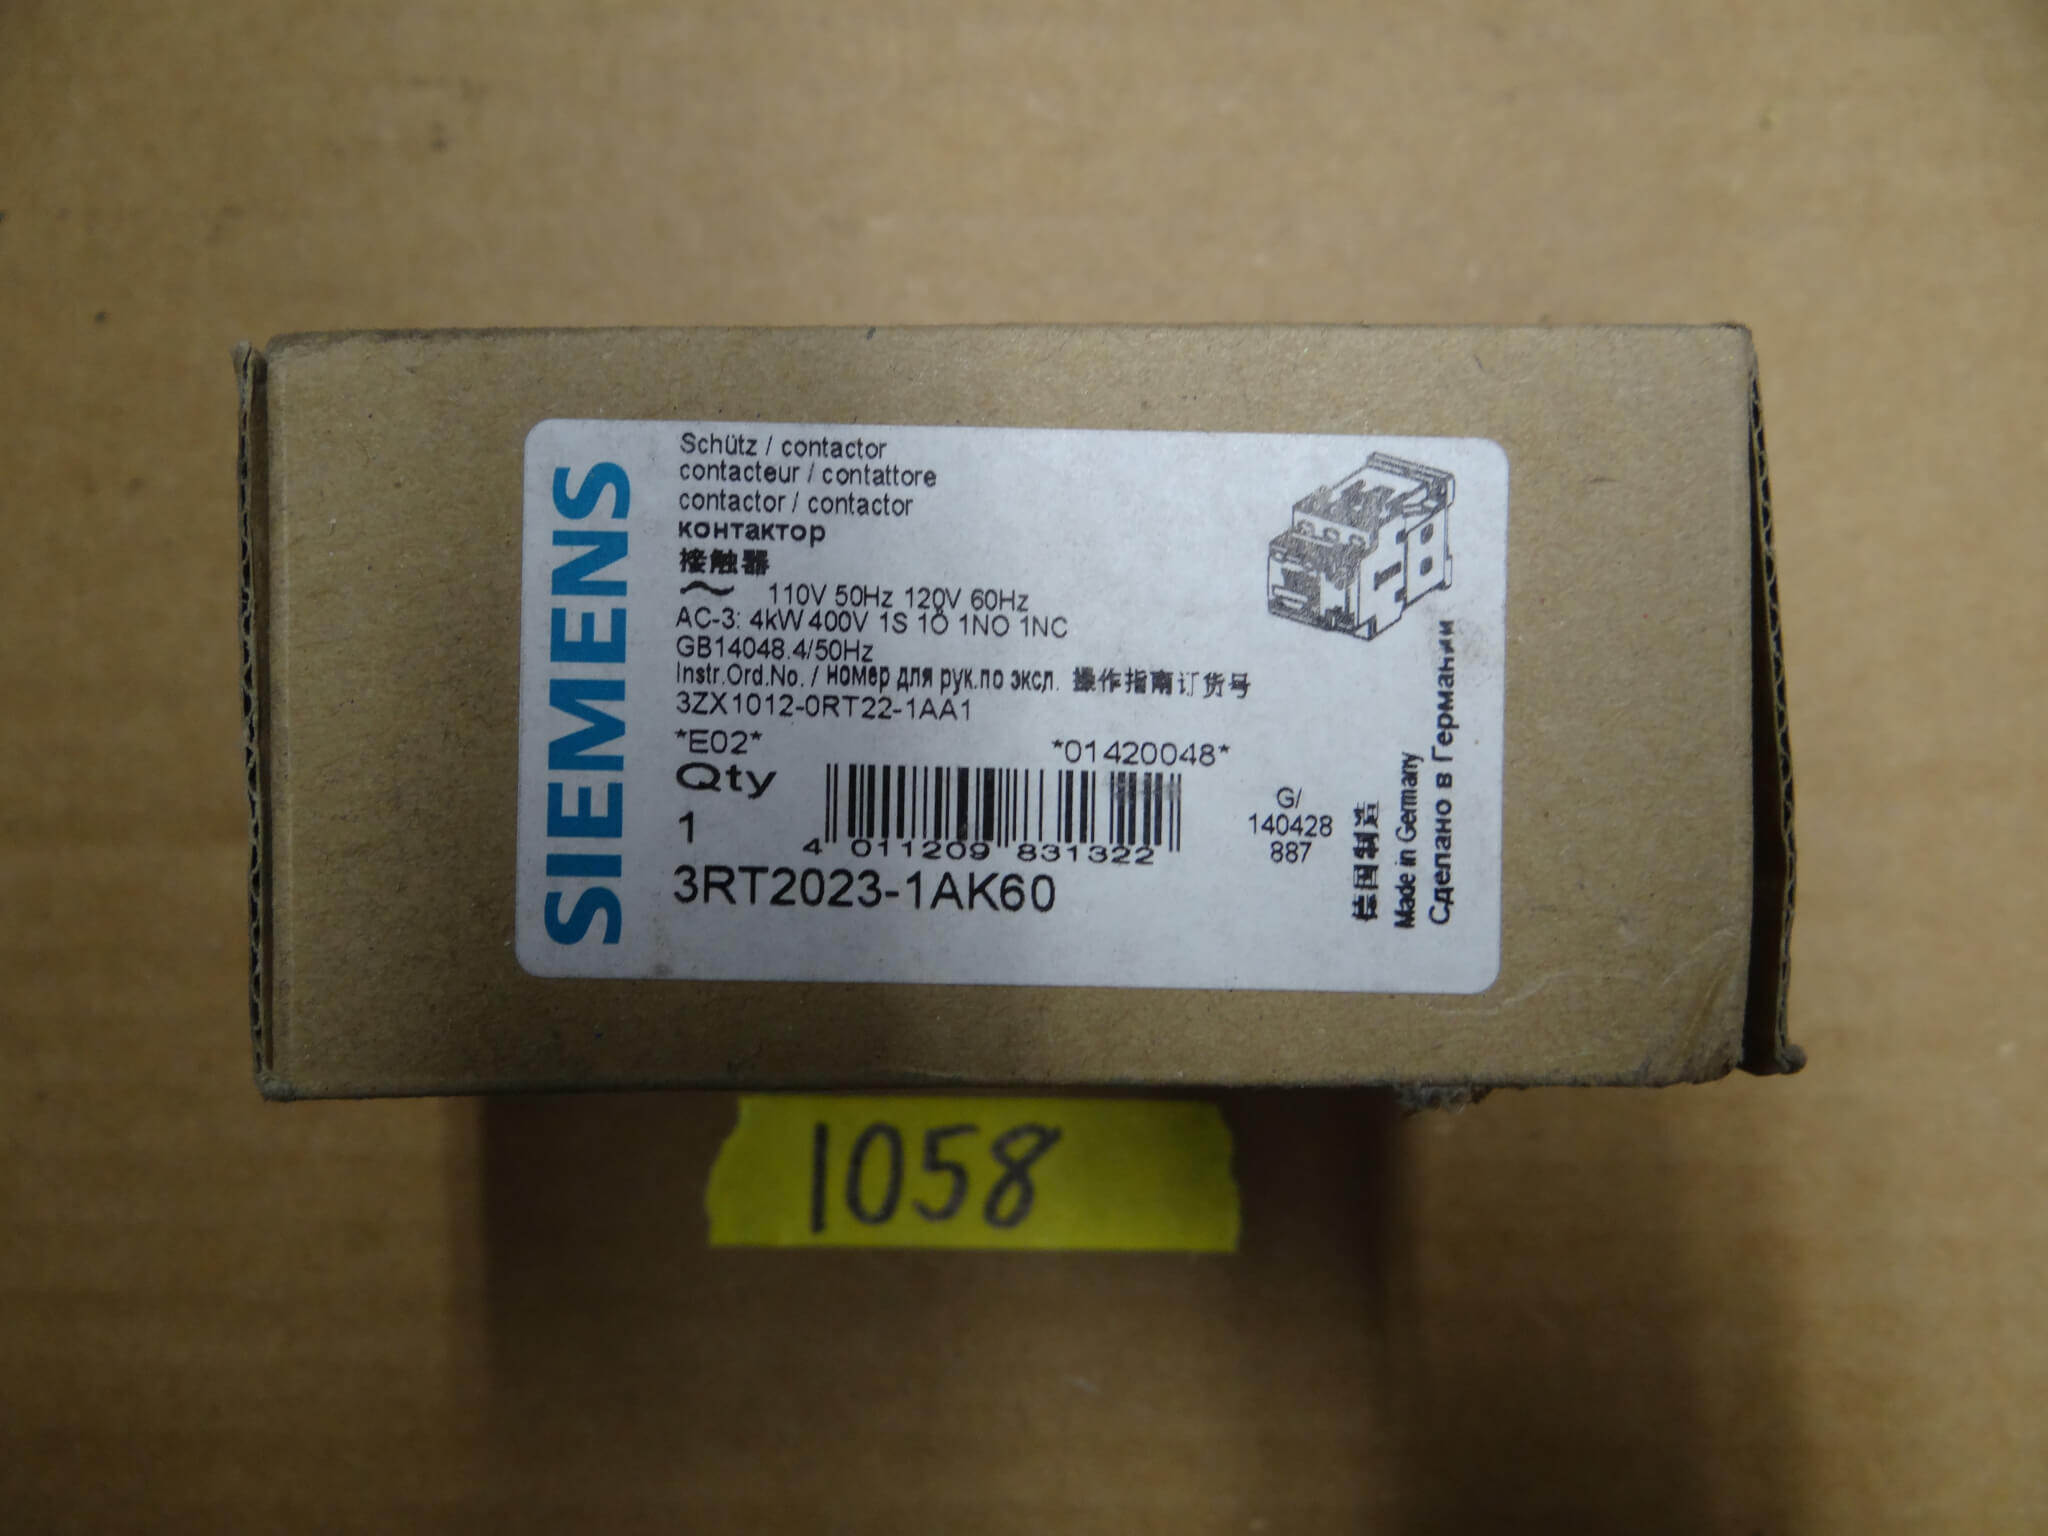 SIEMENS
Schütz / contactor
contacteur / contattore
contactor / contactor
контактор
接触器
~ 110V 50Hz 120V 60Hz
AC-3: 4kW 400V 1S 1Ö 1NO 1NC
GB14048.4/50Hz
Instr.Ord.No. / номер для рук.по эксл. 操作指南订货号
3ZX1012-0RT22-1AA1
*E02* *01420048*
Qty
1
4 011209 831322
3RT2023-1AK60
G/
140428
887
德国制造
Made in Germany
Сделано в Германии
1058